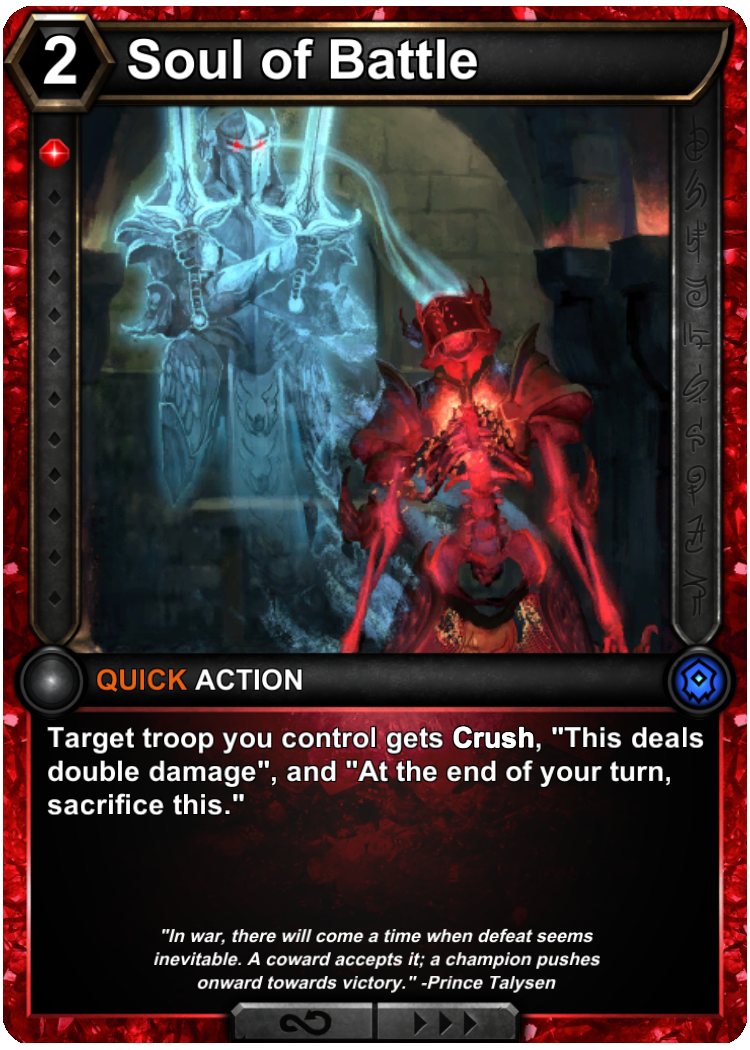 2
Soul of Battle
QUICK ACTION
Target troop you control gets Crush, "This deals
double damage", and "At the end of your turn,
sacrifice this."
"In war, there will come a time when defeat seems
inevitable. A coward accepts it; a champion pushes
onward towards victory." -Prince Talysen